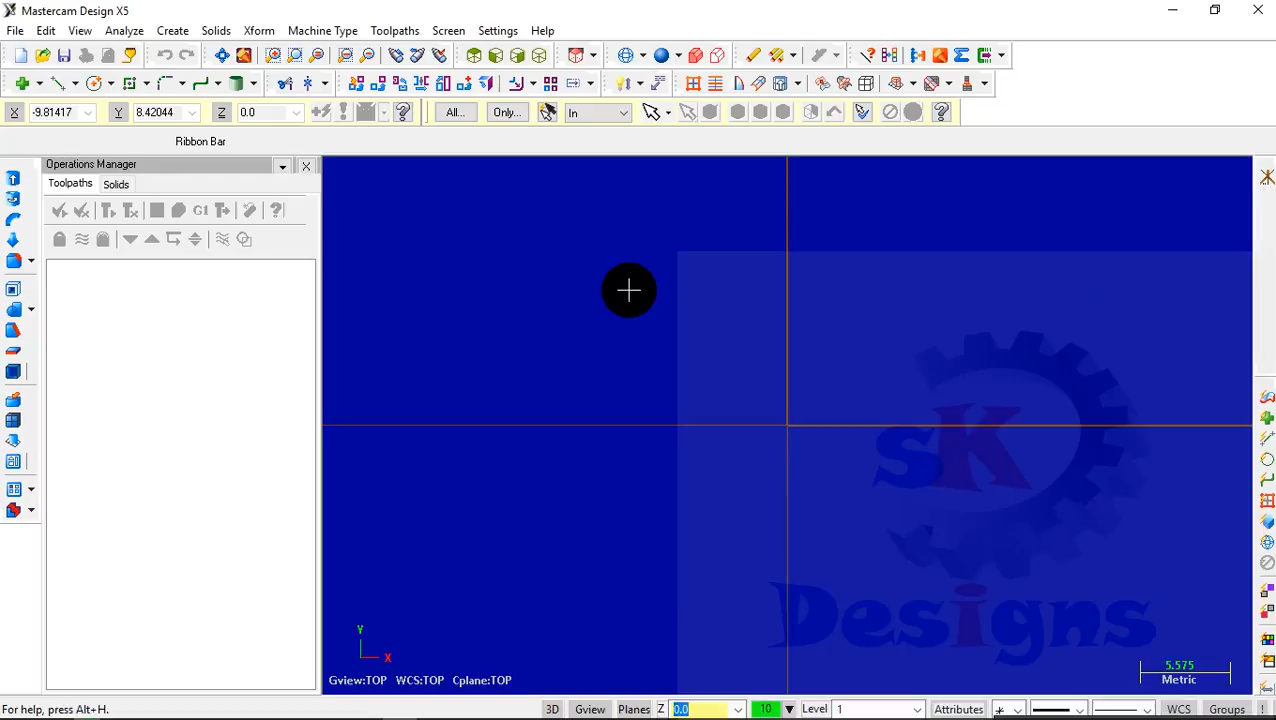 Mastercam Design X5
File Edit View Analyze Create Solids Xform Machine Type Toolpaths Screen Settings Help
X -9.81417 Y 9.42044 Z 0.0 All... Only... In
Ribbon Bar
Operations Manager
Toolpaths Solids
G1
sK
Designs
Y
X
Gview:TOP WCS:TOP Cplane:TOP
5.575
Metric
For help, press Alt+H. 3D Gview Planes Z 0.0 10 Level 1 Attributes WCS Groups